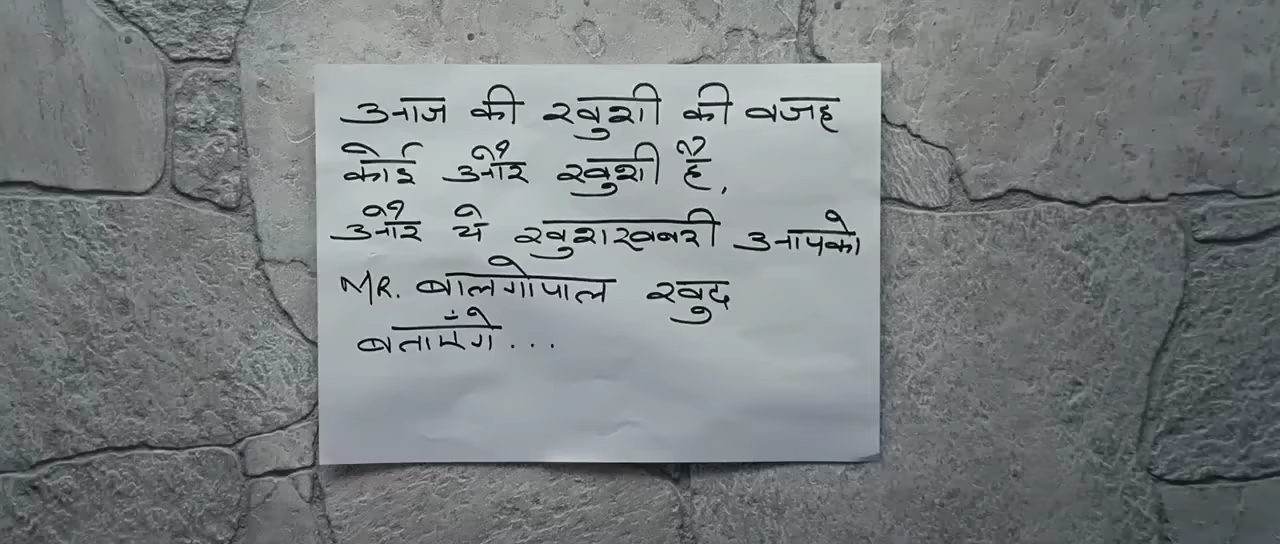 आज की खुशी की वजह
कोई और खुशी है,
और ये खुशखबरी आपको
MR. बालगोपाल खुद
बतायेंगे...